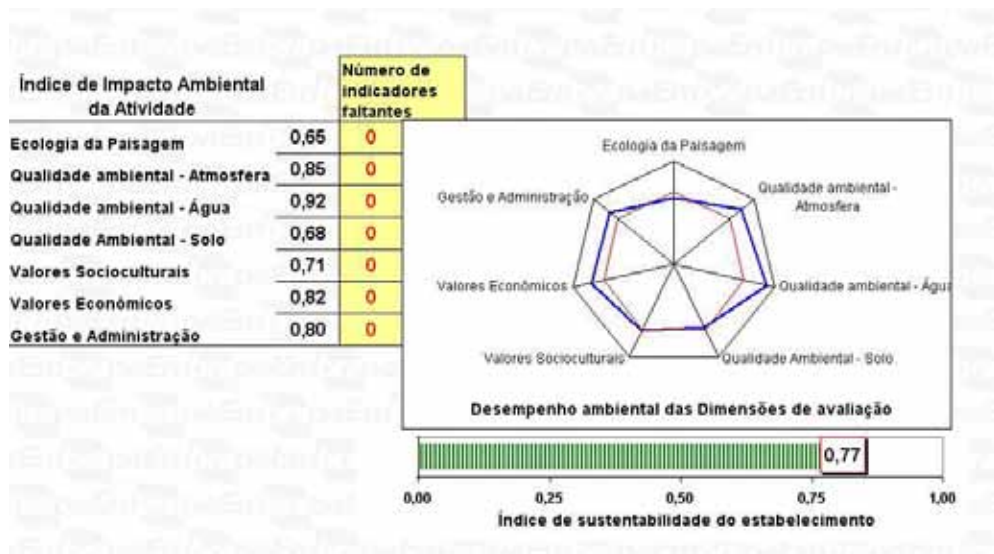 Índice de Impacto Ambiental
da Atividade
Número de
indicadores
faltantes
Ecologia da Paisagem 0,65 0
Qualidade ambiental - Atmosfera 0,85 0
Qualidade ambiental - Água 0,92 0
Qualidade Ambiental - Solo 0,68 0
Valores Socioculturais 0,71 0
Valores Econômicos 0,82 0
Gestão e Administração 0,80 0
Ecologia da Paisagem
Qualidade ambiental -
Atmosfera
Gestão e Administração
Valores Econômicos
Qualidade ambiental - Água
Valores Socioculturais
Qualidade Ambiental - Solo
Desempenho ambiental das Dimensões de avaliação
0,77
0,00 0,25 0,50 0,75 1,00
Índice de sustentabilidade do estabelecimento